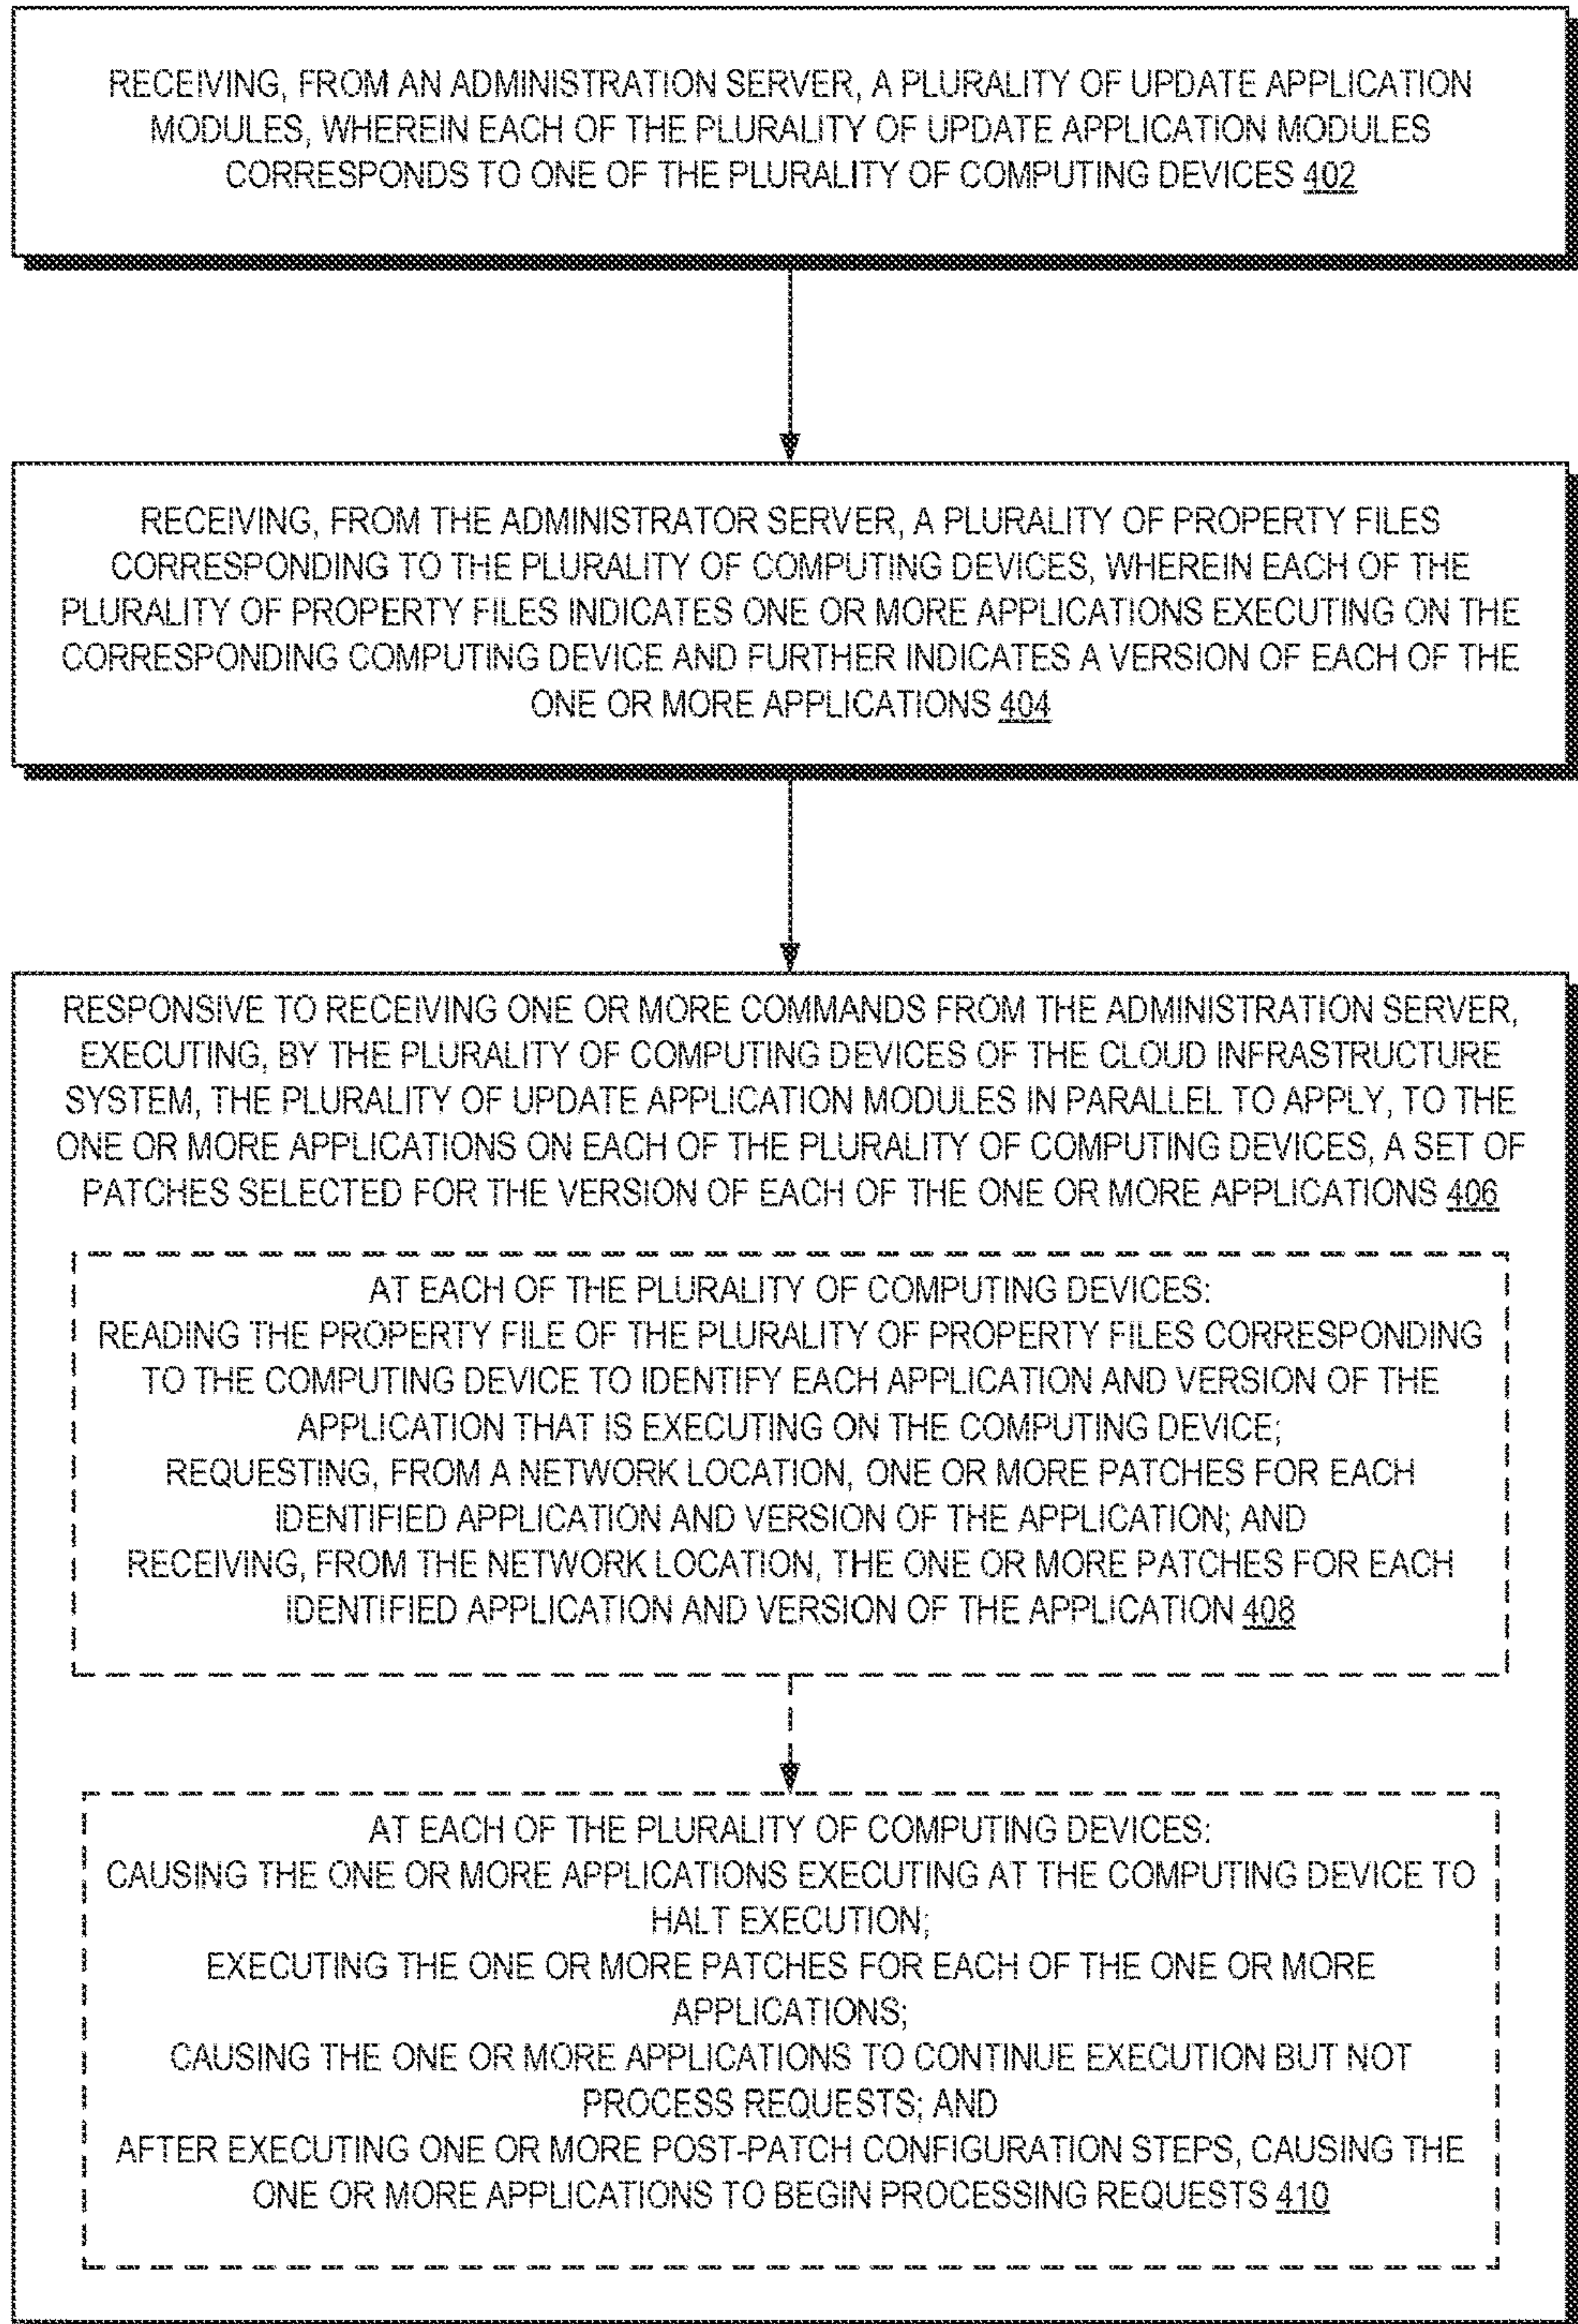 RECEIVING, FROM AN ADMINISTRATION SERVER, A PLURALITY OF UPDATE APPLICATION
MODULES, WHEREIN EACH OF THE PLURALITY OF UPDATE APPLICATION MODULES
CORRESPONDS TO ONE OF THE PLURALITY OF COMPUTING DEVICES 402
RECEIVING, FROM THE ADMINISTRATOR SERVER, A PLURALITY OF PROPERTY FILES
CORRESPONDING TO THE PLURALITY OF COMPUTING DEVICES, WHEREIN EACH OF THE
PLURALITY OF PROPERTY FILES INDICATES ONE OR MORE APPLICATIONS EXECUTING ON THE
CORRESPONDING COMPUTING DEVICE AND FURTHER INDICATES A VERSION OF EACH OF THE
ONE OR MORE APPLICATIONS 404
RESPONSIVE TO RECEIVING ONE OR MORE COMMANDS FROM THE ADMINISTRATION SERVER,
EXECUTING, BY THE PLURALITY OF COMPUTING DEVICES OF THE CLOUD INFRASTRUCTURE
SYSTEM, THE PLURALITY OF UPDATE APPLICATION MODULES IN PARALLEL TO APPLY, TO THE
ONE OR MORE APPLICATIONS ON EACH OF THE PLURALITY OF COMPUTING DEVICES, A SET OF
PATCHES SELECTED FOR THE VERSION OF EACH OF THE ONE OR MORE APPLICATIONS 406
AT EACH OF THE PLURALITY OF COMPUTING DEVICES:
READING THE PROPERTY FILE OF THE PLURALITY OF PROPERTY FILES CORRESPONDING
TO THE COMPUTING DEVICE TO IDENTIFY EACH APPLICATION AND VERSION OF THE
APPLICATION THAT IS EXECUTING ON THE COMPUTING DEVICE;
REQUESTING, FROM A NETWORK LOCATION, ONE OR MORE PATCHES FOR EACH
IDENTIFIED APPLICATION AND VERSION OF THE APPLICATION; AND
RECEIVING, FROM THE NETWORK LOCATION, THE ONE OR MORE PATCHES FOR EACH
IDENTIFIED APPLICATION AND VERSION OF THE APPLICATION 408
AT EACH OF THE PLURALITY OF COMPUTING DEVICES:
CAUSING THE ONE OR MORE APPLICATIONS EXECUTING AT THE COMPUTING DEVICE TO
HALT EXECUTION;
EXECUTING THE ONE OR MORE PATCHES FOR EACH OF THE ONE OR MORE
APPLICATIONS;
CAUSING THE ONE OR MORE APPLICATIONS TO CONTINUE EXECUTION BUT NOT
PROCESS REQUESTS; AND
AFTER EXECUTING ONE OR MORE POST-PATCH CONFIGURATION STEPS, CAUSING THE
ONE OR MORE APPLICATIONS TO BEGIN PROCESSING REQUESTS 410